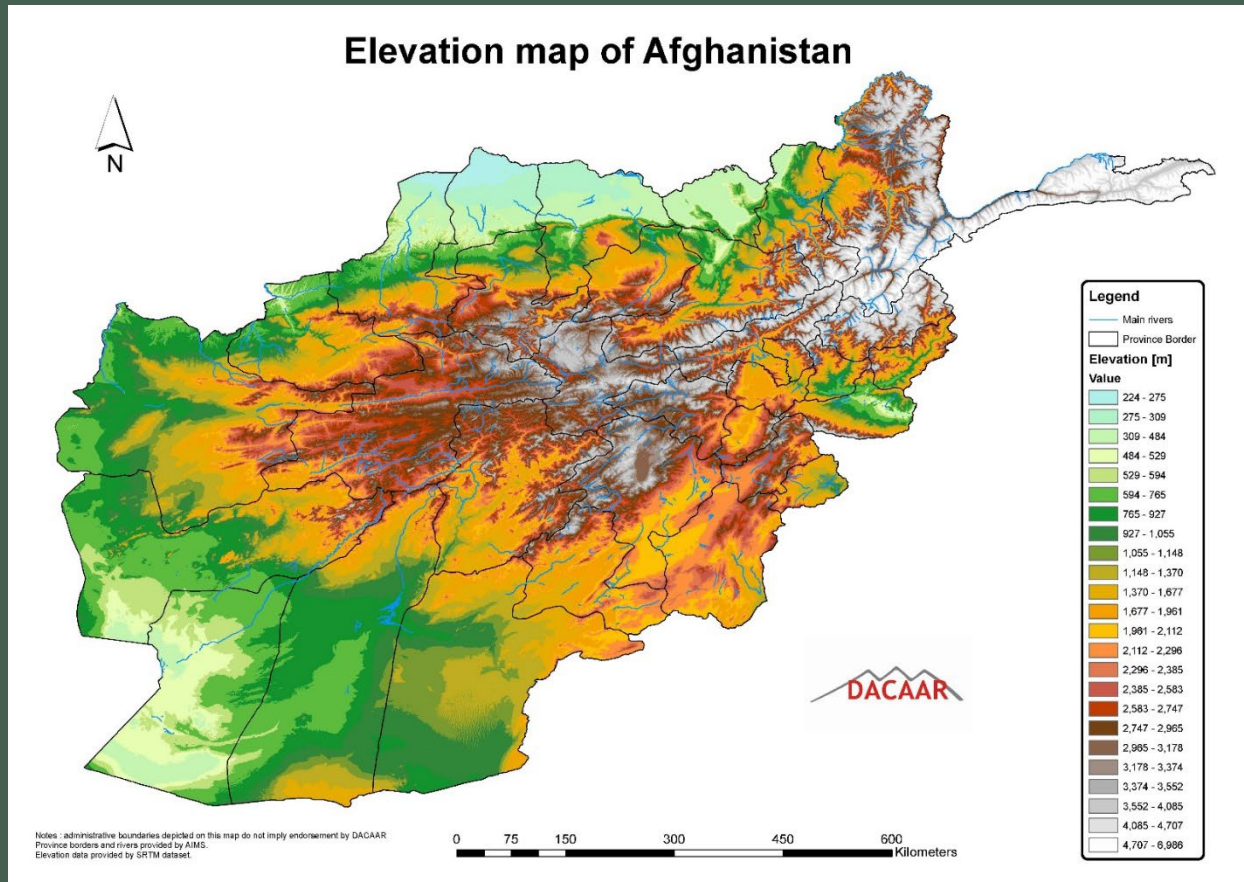 Elevation map of Afghanistan
N
Legend
Main rivers
Province Border
Elevation [m]
Value
224 - 275
275 - 309
309 - 484
484 - 529
529 - 594
594 - 765
765 - 927
927 - 1,055
1,055 - 1,148
1,148 - 1,370
1,370 - 1,677
1,677 - 1,961
1,961 - 2,112
2,112 - 2,296
2,296 - 2,385
2,385 - 2,583
2,583 - 2,747
2,747 - 2,965
2,965 - 3,178
3,178 - 3,374
3,374 - 3,552
3,552 - 4,085
4,085 - 4,707
4,707 - 6,986
DACAAR
Notes : administrative boundaries depicted on this map do not imply endorsement by DACAAR
Province borders and rivers provided by AIMS.
Elevation data provided by SRTM dataset.
0 75 150 300 450 600
Kilometers